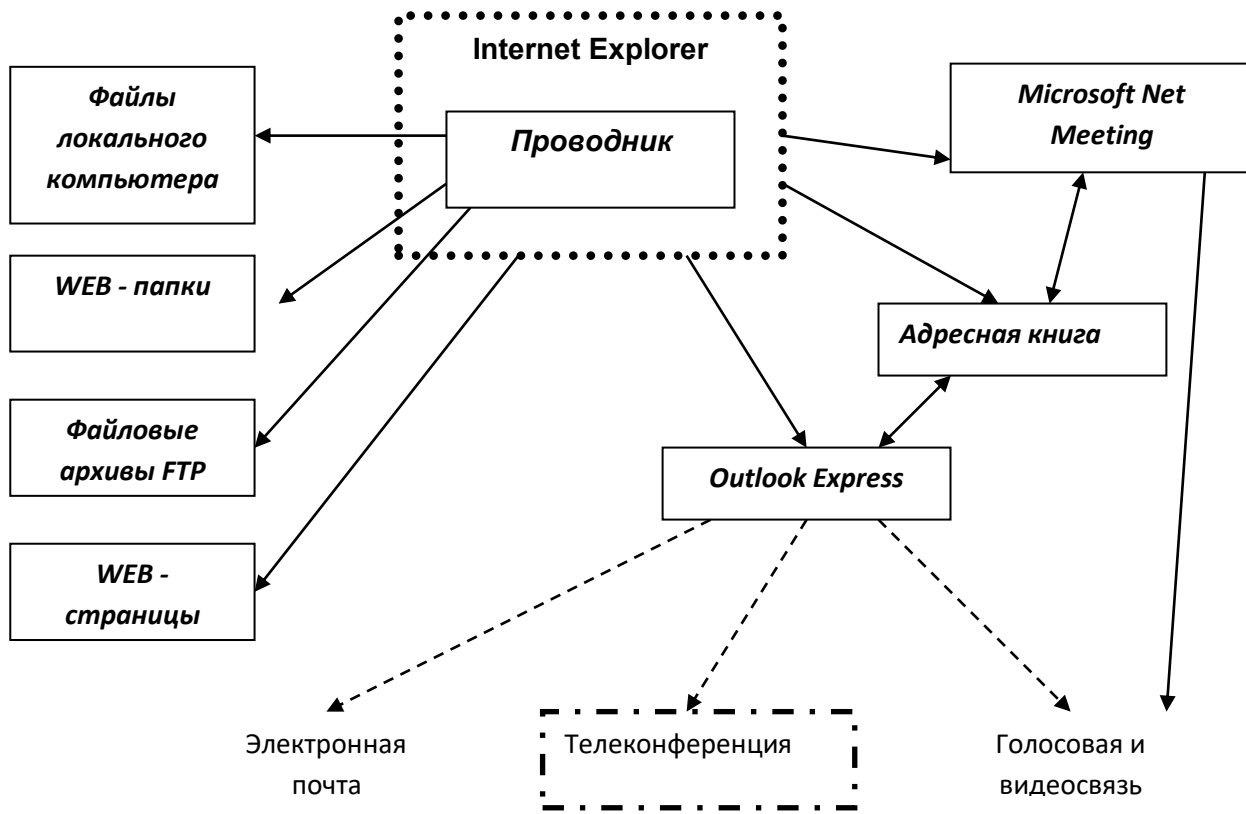 Internet Explorer
Проводник
Файлы
локального
компьютера
WEB - папки
Файловые
архивы FTP
WEB -
страницы
Microsoft Net
Meeting
Адресная книга
Outlook Express
Электронная
почта
Телеконференция
Голосовая и
видеосвязь